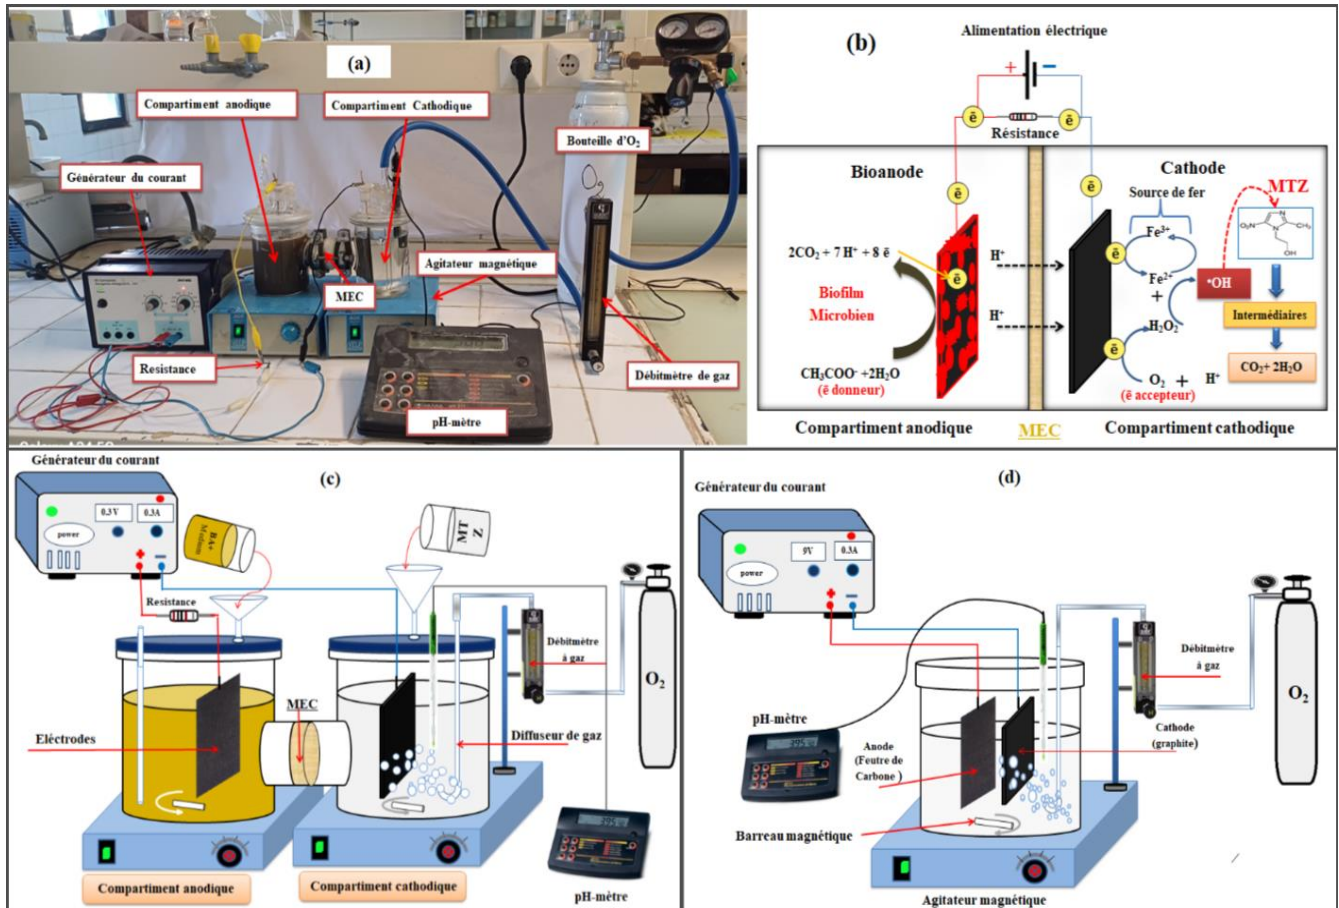 (a)
Compartiment anodique
Compartiment Cathodique
Bouteille d'O₂
Générateur du courant
Agitateur magnétique
MEC
Resistance
Débitmètre de gaz
pH-mètre
(b)
Alimentation électrique
+ −
ē ē
Résistance
Bioanode
Cathode
ē ē
Source de fer
MTZ
Fe³⁺
2CO₂ + 7 H⁺ + 8 ē
H⁺
ē
ē
Fe²⁺
+
•OH
Biofilm
Microbien
H⁺
H₂O₂
Intermédiaires
ē
CH₃COO⁻ +2H₂O
(ē donneur)
O₂ + H⁺
(ē accepteur)
CO₂+ 2H₂O
O₂N
N
N
CH₃
OH
Compartiment anodique
MEC
Compartiment cathodique
(c)
Générateur du courant
0.3V
0.3A
power
+ −
BA+
Medium
MT
Z
Resistance
Débitmètre
à gaz
O₂
MEC
Eléctrodes
Diffuseur de gaz
Compartiment anodique
Compartiment cathodique
pH-mètre
(d)
Générateur du courant
9V
0.3A
power
+ −
Débitmètre
à gaz
O₂
pH-mètre
Anode
(Feutre de
Carbone )
Cathode
(graphite)
Barreau magnétique
Agitateur magnétique